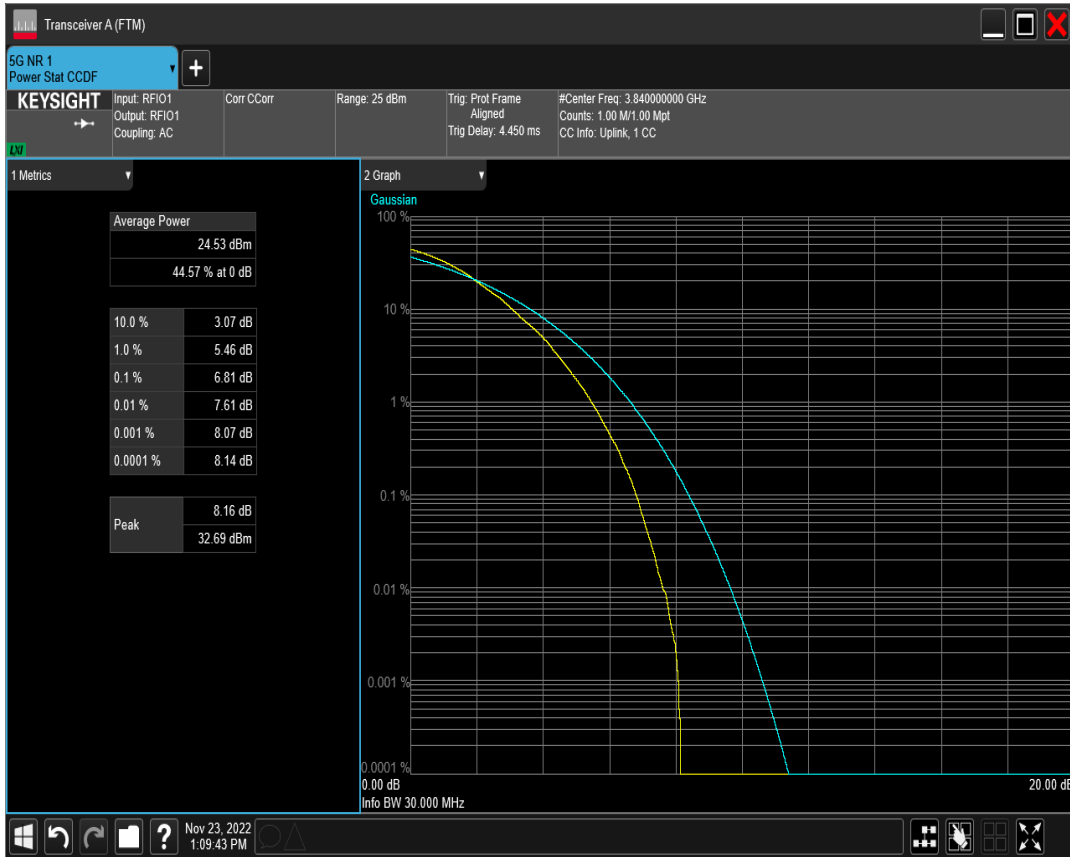 Transceiver A (FTM)
5G NR 1
Power Stat CCDF
+
KEYSIGHT
LXI
Input: RFIO1
Output: RFIO1
Coupling: AC
Corr CCorr
Range: 25 dBm
Trig: Prot Frame
Aligned
Trig Delay: 4.450 ms
#Center Freq: 3.840000000 GHz
Counts: 1.00 M/1.00 Mpt
CC Info: Uplink, 1 CC
1 Metrics
Average Power
24.53 dBm
44.57 % at 0 dB
10.0 % 3.07 dB
1.0 % 5.46 dB
0.1 % 6.81 dB
0.01 % 7.61 dB
0.001 % 8.07 dB
0.0001 % 8.14 dB
Peak 8.16 dB
32.69 dBm
2 Graph
Gaussian
100 %
10 %
1 %
0.1 %
0.01 %
0.001 %
0.0001 %
0.00 dB 20.00 dB
Info BW 30.000 MHz
?
Nov 23, 2022
1:09:43 PM